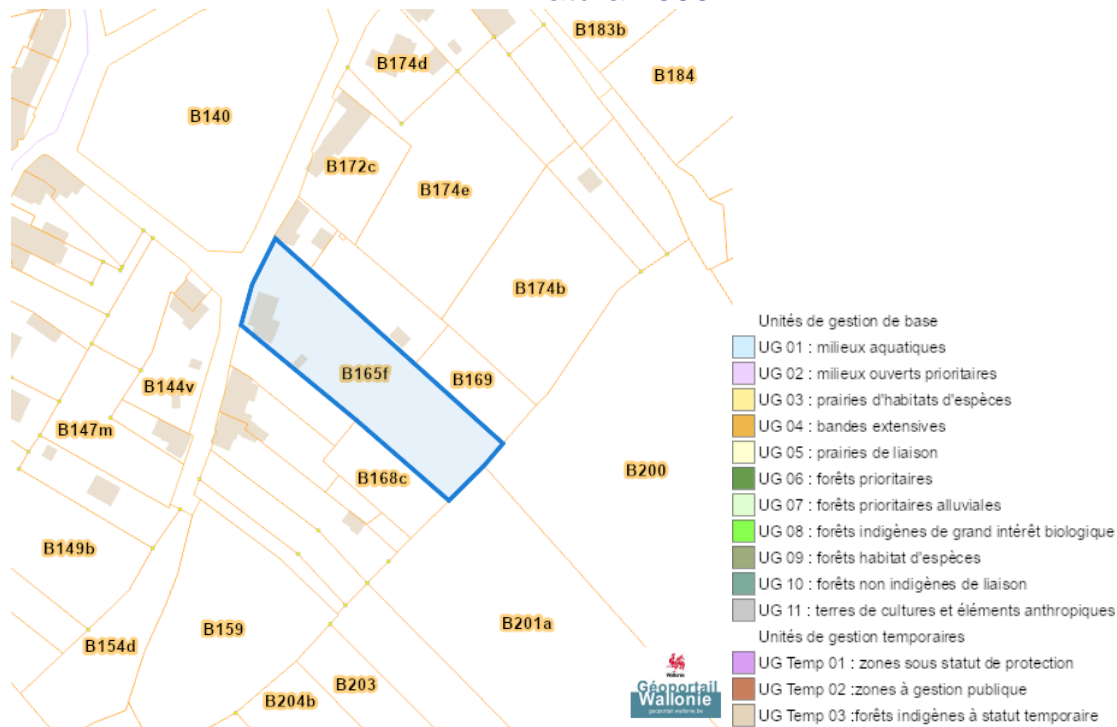 B183b
B174d
B184
B140
B172c
B174e
B174b
B165f
B169
B144v
B147m
B168c
B200
B149b
B159
B201a
B154d
B203
B204b
Unités de gestion de base
UG 01 : milieux aquatiques
UG 02 : milieux ouverts prioritaires
UG 03 : prairies d'habitats d'espèces
UG 04 : bandes extensives
UG 05 : prairies de liaison
UG 06 : forêts prioritaires
UG 07 : forêts prioritaires alluviales
UG 08 : forêts indigènes de grand intérêt biologique
UG 09 : forêts habitat d'espèces
UG 10 : forêts non indigènes de liaison
UG 11 : terres de cultures et éléments anthropiques
Unités de gestion temporaires
UG Temp 01 : zones sous statut de protection
UG Temp 02 :zones à gestion publique
UG Temp 03 :forêts indigènes à statut temporaire
Wallonie
Géoportail
Wallonie
geoportail.wallonie.be